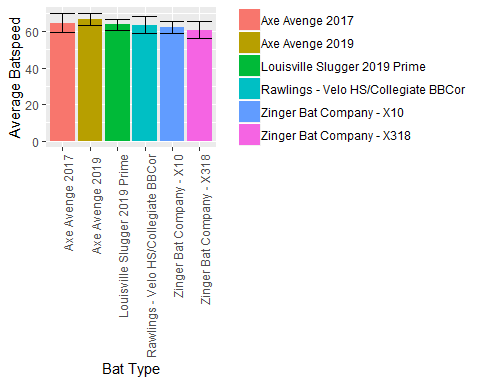 Average Batspeed
60
40
20
0
Axe Avenge 2017
Axe Avenge 2019
Louisville Slugger 2019 Prime
Rawlings - Velo HS/Collegiate BBCor
Zinger Bat Company - X10
Zinger Bat Company - X318
Bat Type
Axe Avenge 2017
Axe Avenge 2019
Louisville Slugger 2019 Prime
Rawlings - Velo HS/Collegiate BBCor
Zinger Bat Company - X10
Zinger Bat Company - X318